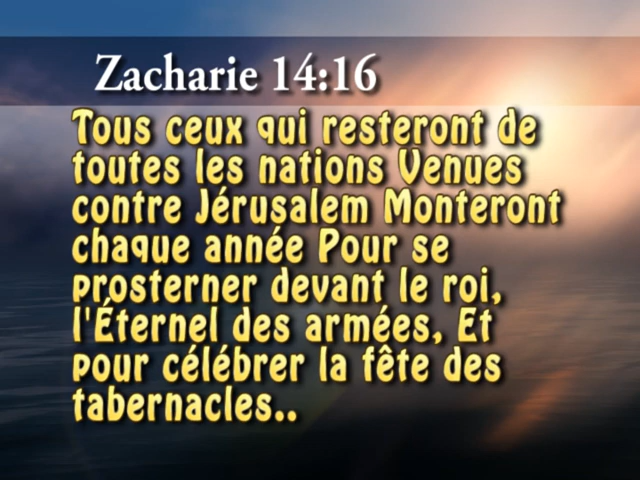 Zacharie 14:16
Tous ceux qui resteront de
toutes les nations Venues
contre Jérusalem Monteront
chaque année Pour se
prosterner devant le roi,
l'Éternel des armées, Et
pour célébrer la fête des
tabernacles..